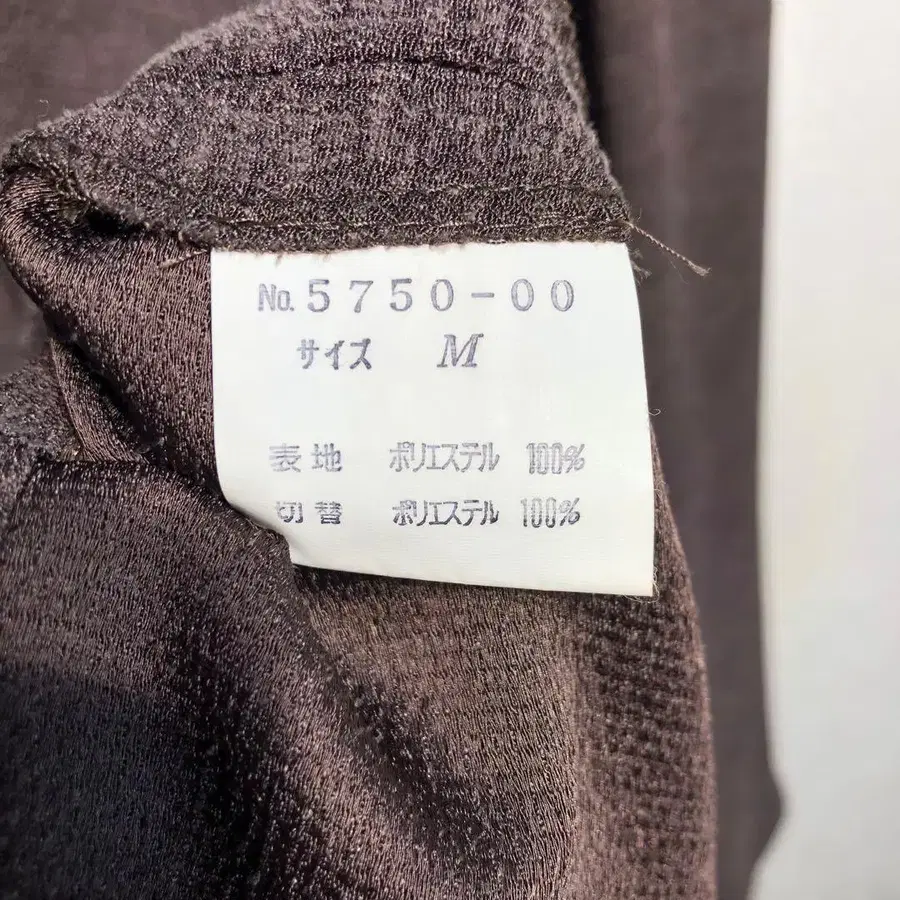 No. 5750-00
サイズ M
表地 ポリエステル 100%
切替 ポリエステル 100%